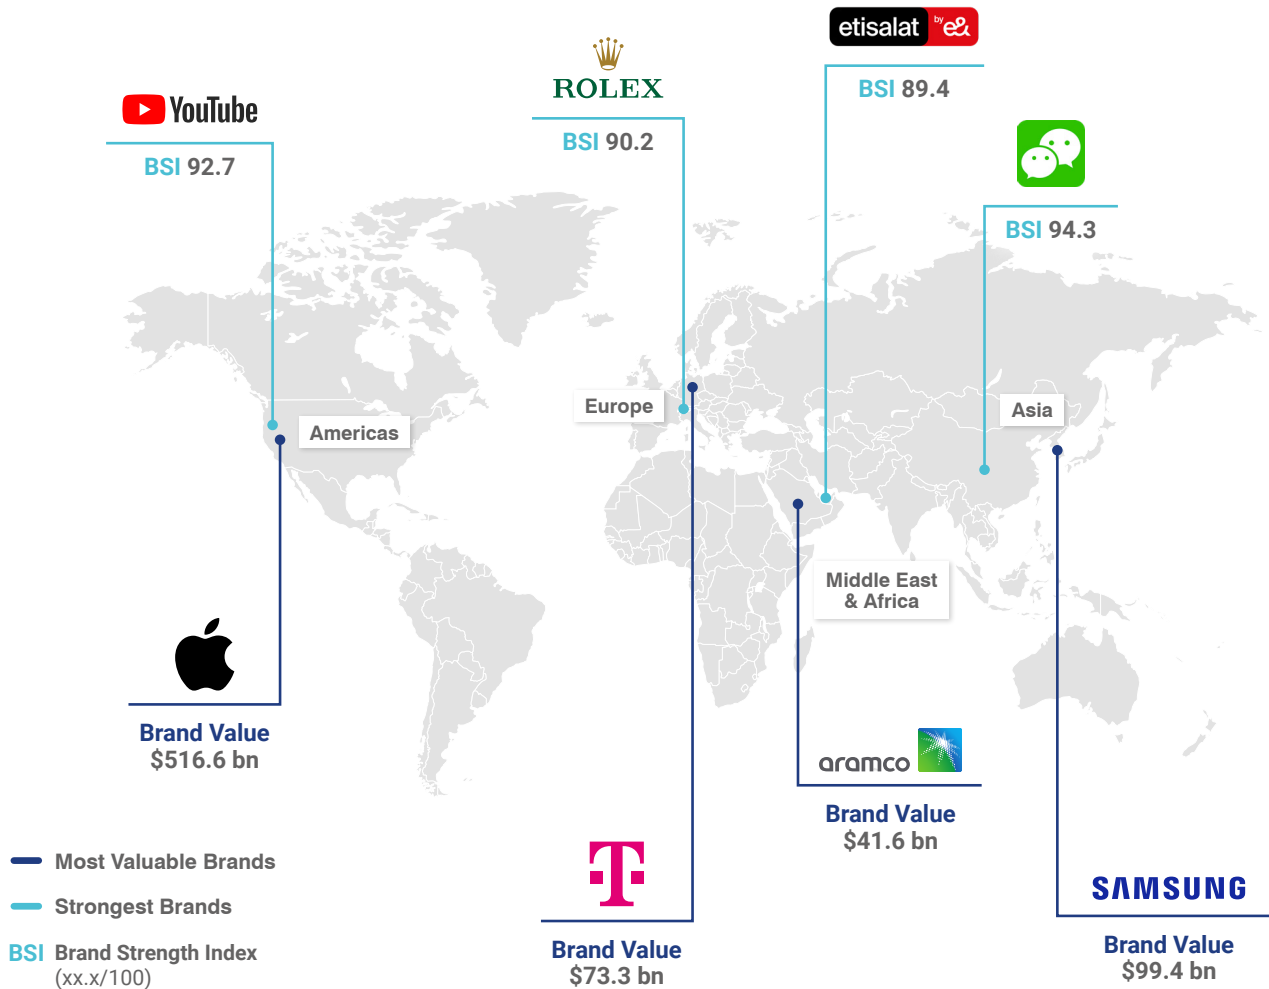 etisalat by e&
BSI 89.4
ROLEX
BSI 90.2
YouTube
BSI 92.7
BSI 94.3
Europe
Asia
Americas
Middle East
& Africa
Brand Value
$516.6 bn
aramco
Brand Value
$41.6 bn
T
Brand Value
$73.3 bn
SAMSUNG
Brand Value
$99.4 bn
Most Valuable Brands
Strongest Brands
BSI Brand Strength Index
(xx.x/100)